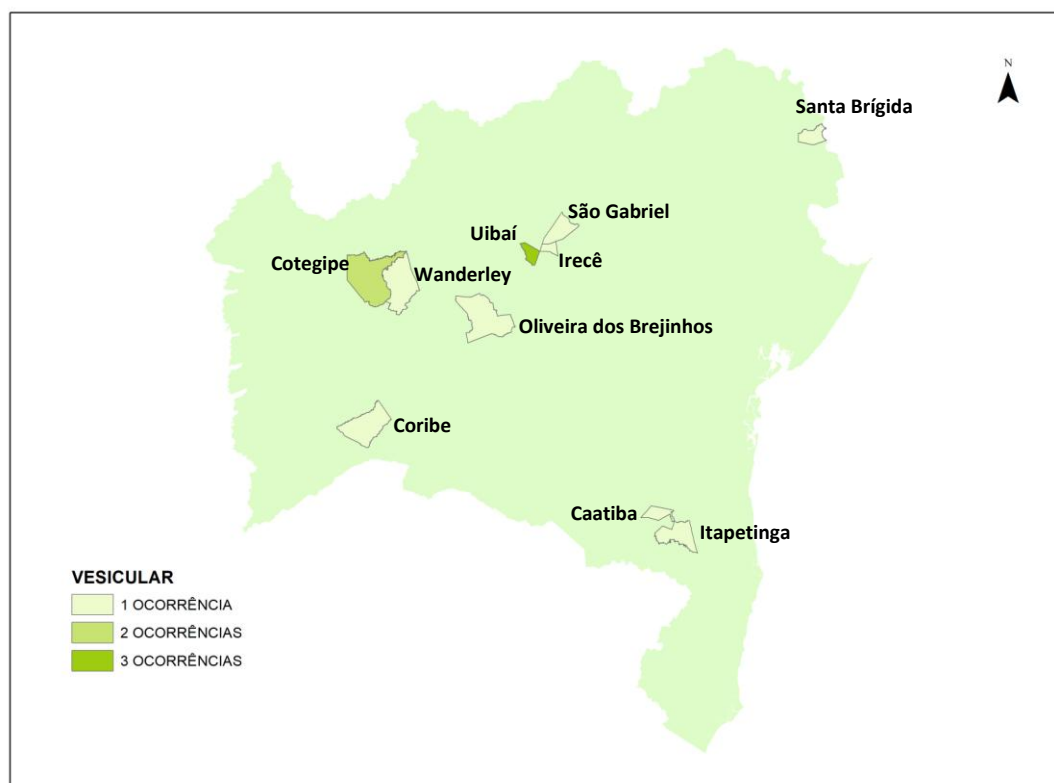 N
Santa Brígida
São Gabriel
Uibaí
Irecê
Cotegipe
Wanderley
Oliveira dos Brejinhos
Coribe
Caatiba
Itapetinga
VESICULAR
1 OCORRÊNCIA
2 OCORRÊNCIAS
3 OCORRÊNCIAS